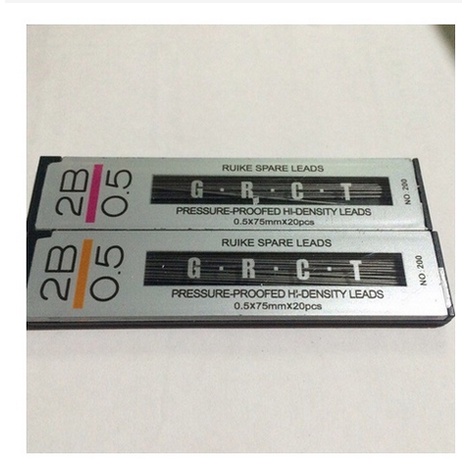 2B
0.5
RUIKE SPARE LEADS
G·R·C·T
PRESSURE-PROOFED HI-DENSITY LEADS
0.5X75mmX20pcs
NO. 200
2B
0.5
RUIKE SPARE LEADS
G·R·C·T
PRESSURE-PROOFED HI-DENSITY LEADS
0.5X75mmX20pcs
NO. 200